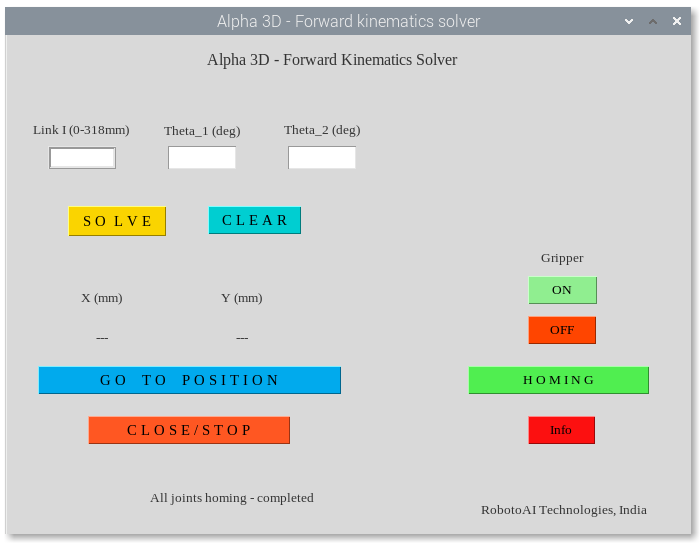 Alpha 3D - Forward kinematics solver
Alpha 3D - Forward Kinematics Solver
Link I (0-318mm) Theta_1 (deg) Theta_2 (deg)
SOLVE CLEAR
Gripper
ON
X (mm) Y (mm)
OFF
--- ---
GO TO POSITION HOMING
CLOSE/STOP Info
All joints homing - completed
RobotoAI Technologies, India